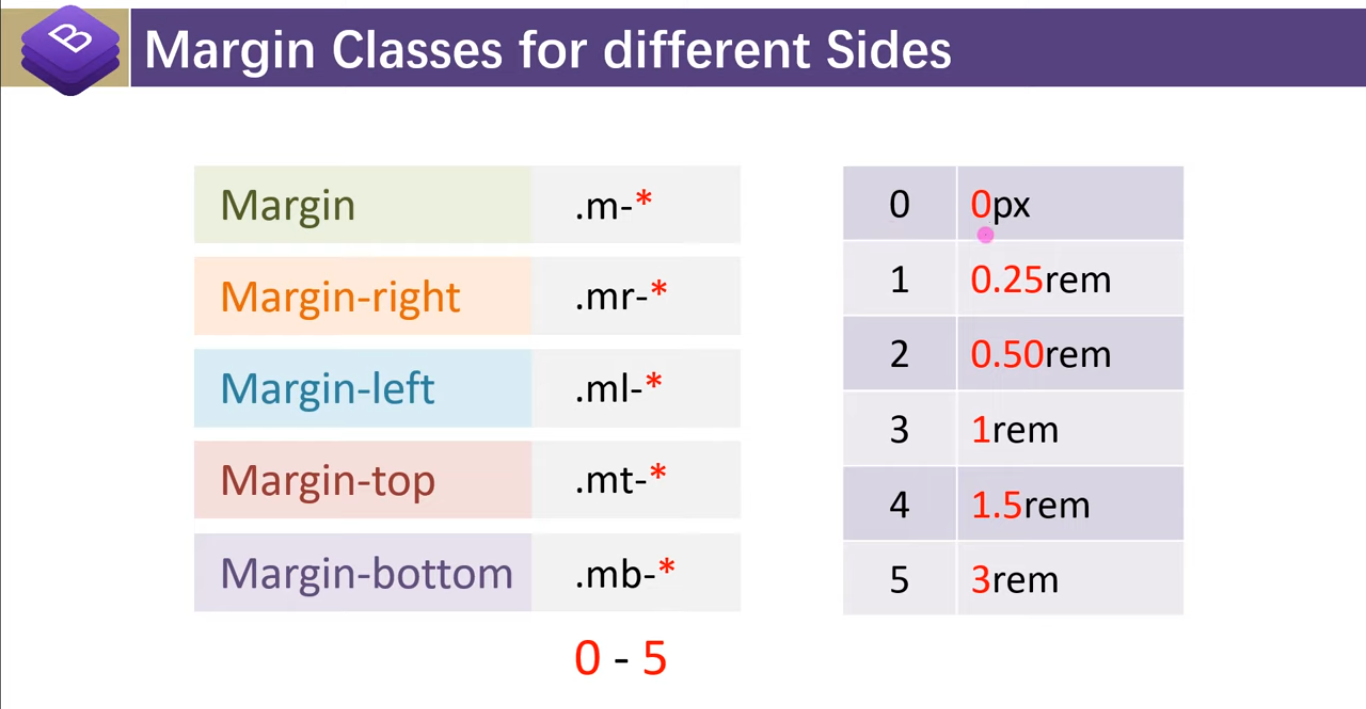 B
Margin Classes for different Sides
Margin .m-*
Margin-right .mr-*
Margin-left .ml-*
Margin-top .mt-*
Margin-bottom .mb-*
0 - 5
0 0px
1 0.25rem
2 0.50rem
3 1rem
4 1.5rem
5 3rem